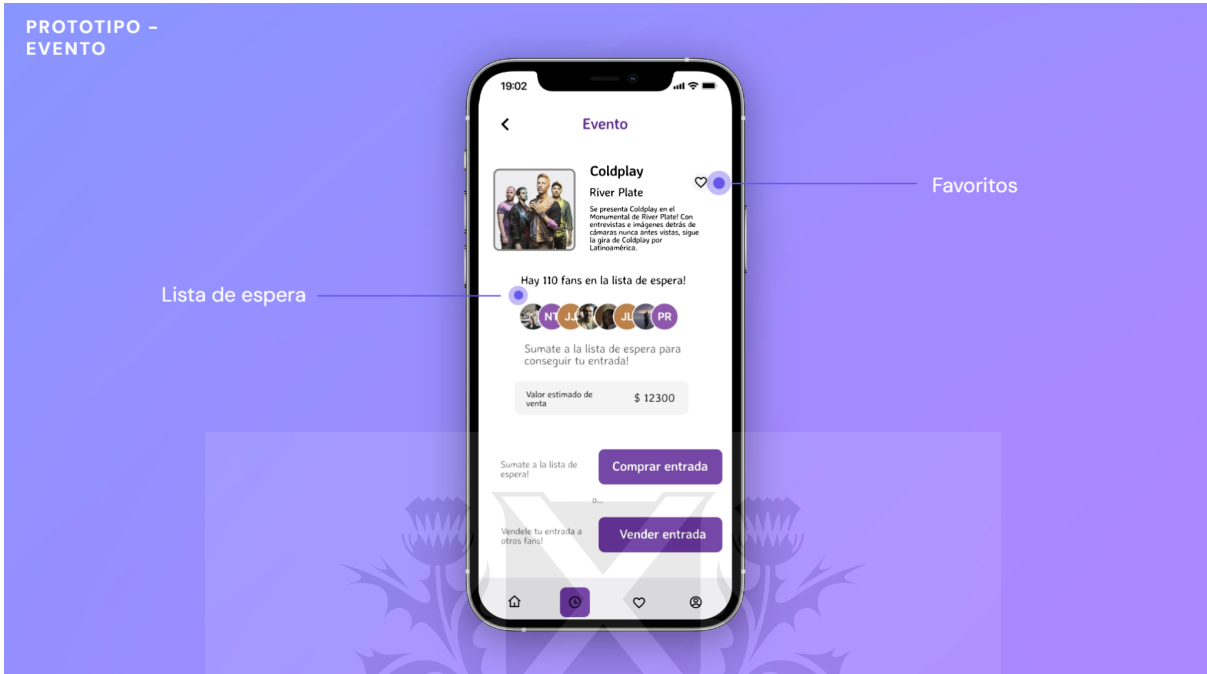 PROTOTIPO –
EVENTO
19:02
Evento
Coldplay
River Plate
Se presenta Coldplay en el
Monumental de River Plate! Con
entrevistas e imágenes detrás de
cámaras nunca antes vistas, sigue
la gira de Coldplay por
Latinoamérica.
Favoritos
Hay 110 fans en la lista de espera!
Lista de espera
NT
JJ
JL
PR
Sumate a la lista de espera para
conseguir tu entrada!
Valor estimado de
venta
$ 12300
Sumate a la lista de
espera!
Comprar entrada
o...
Vendele tu entrada a
otros fans!
Vender entrada